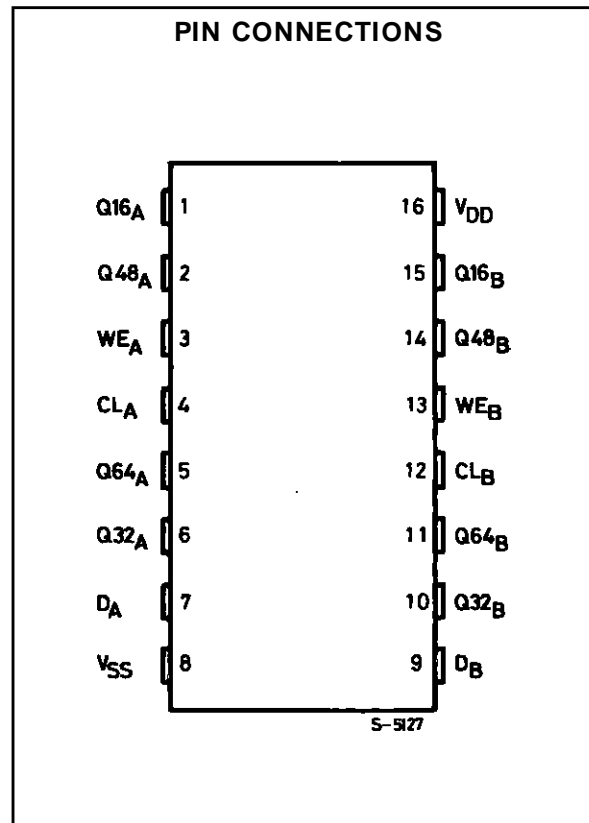 PIN CONNECTIONS
Q16A 1 16 VDD
Q48A 2 15 Q16B
WEA 3 14 Q48B
CLA 4 13 WEB
Q64A 5 12 CLB
Q32A 6 11 Q64B
DA 7 10 Q32B
VSS 8 9 DB
S-5127